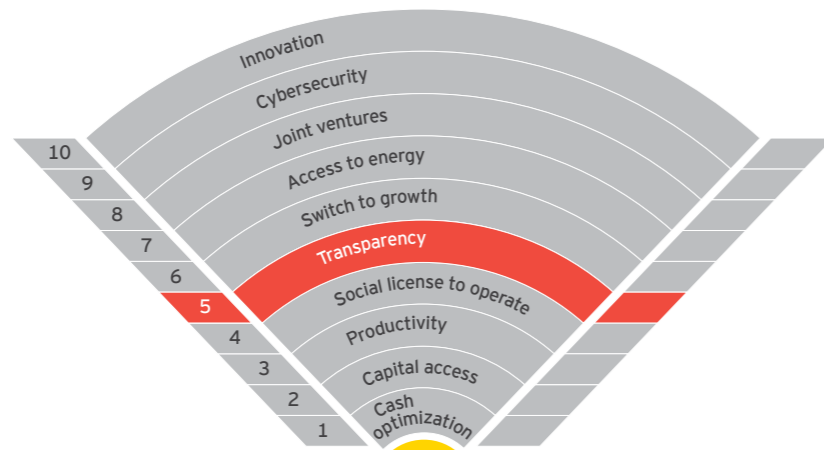 Innovation
Cybersecurity
Joint ventures
Access to energy
Switch to growth
Transparency
Social license to operate
Productivity
Capital access
Cash
optimization
10
9
8
7
6
5
4
3
2
1